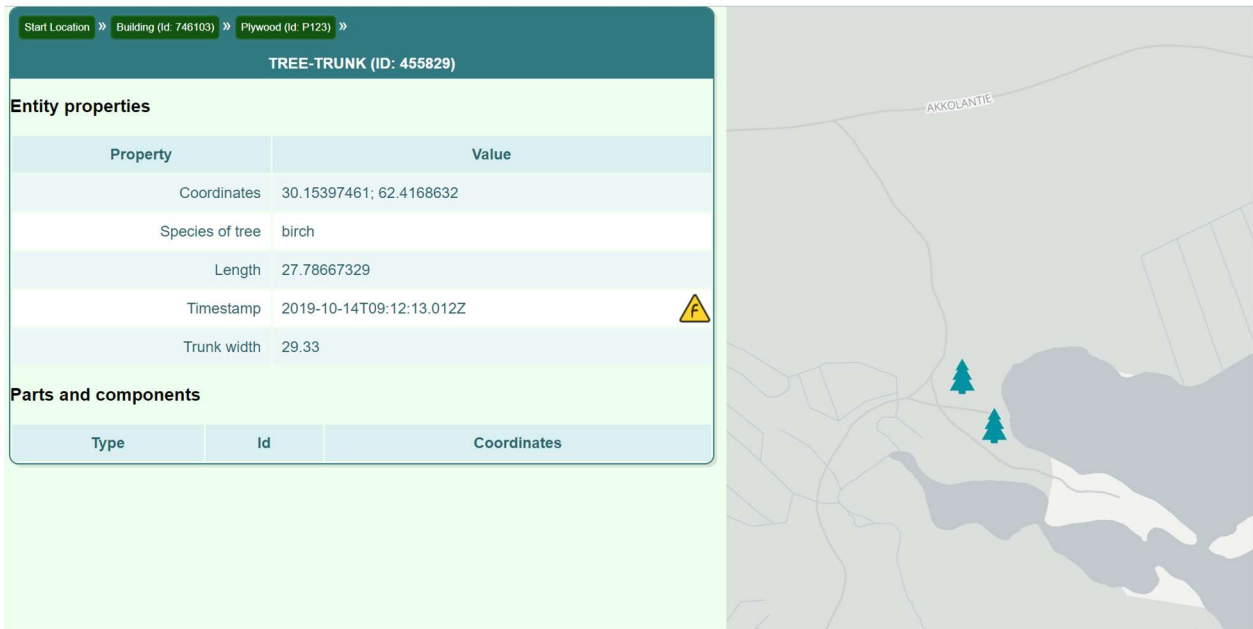 Start Location » Building (Id: 746103) » Plywood (Id: P123) »
TREE-TRUNK (ID: 455829)
Entity properties
Property Value
Coordinates 30.15397461; 62.4168632
Species of tree birch
Length 27.78667329
Timestamp 2019-10-14T09:12:13.012Z F
Trunk width 29.33
Parts and components
Type Id Coordinates
AKKOLANTIE